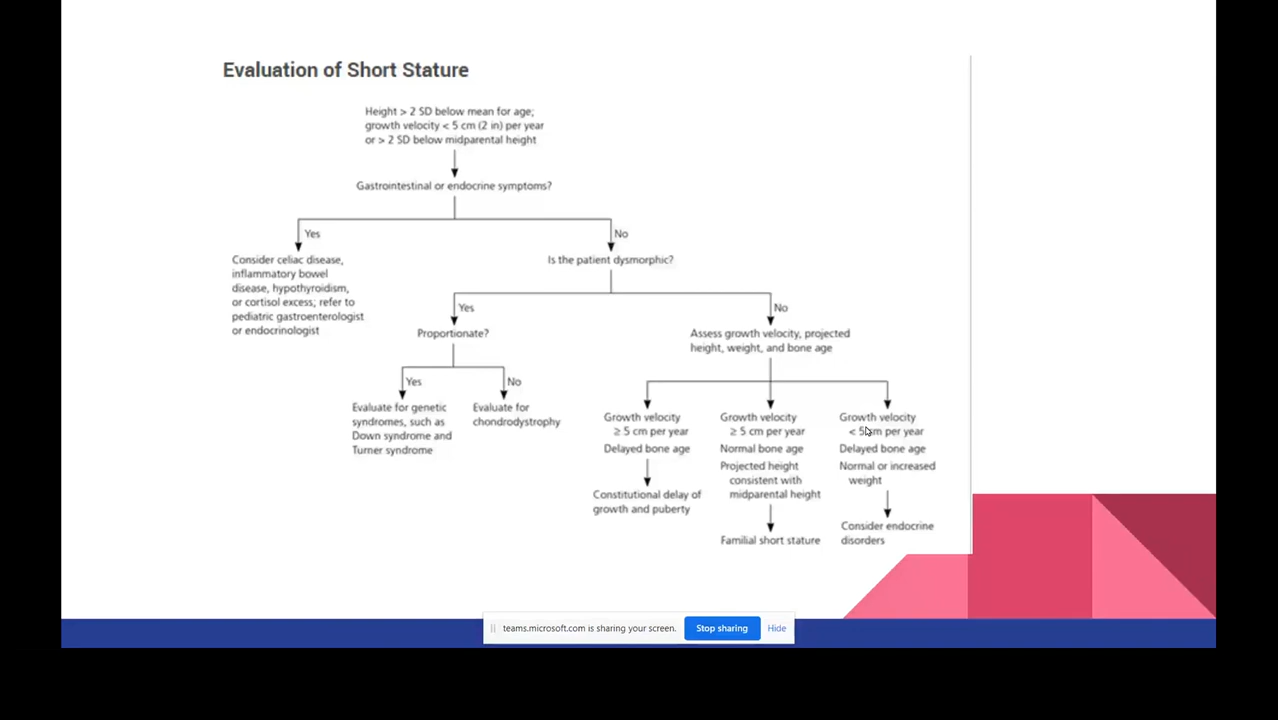 Evaluation of Short Stature
Height > 2 SD below mean for age;
growth velocity < 5 cm (2 in) per year
or > 2 SD below midparental height
Gastrointestinal or endocrine symptoms?
Yes
No
Consider celiac disease,
inflammatory bowel
disease, hypothyroidism,
or cortisol excess; refer to
pediatric gastroenterologist
or endocrinologist
Is the patient dysmorphic?
Yes
No
Proportionate?
Assess growth velocity, projected
height, weight, and bone age
Yes
No
Evaluate for genetic
syndromes, such as
Down syndrome and
Turner syndrome
Evaluate for
chondrodystrophy
Growth velocity
≥ 5 cm per year
Delayed bone age
Constitutional delay of
growth and puberty
Growth velocity
≥ 5 cm per year
Normal bone age
Projected height
consistent with
midparental height
Familial short stature
Growth velocity
< 5 cm per year
Delayed bone age
Normal or increased
weight
Consider endocrine
disorders
teams.microsoft.com is sharing your screen.
Stop sharing
Hide